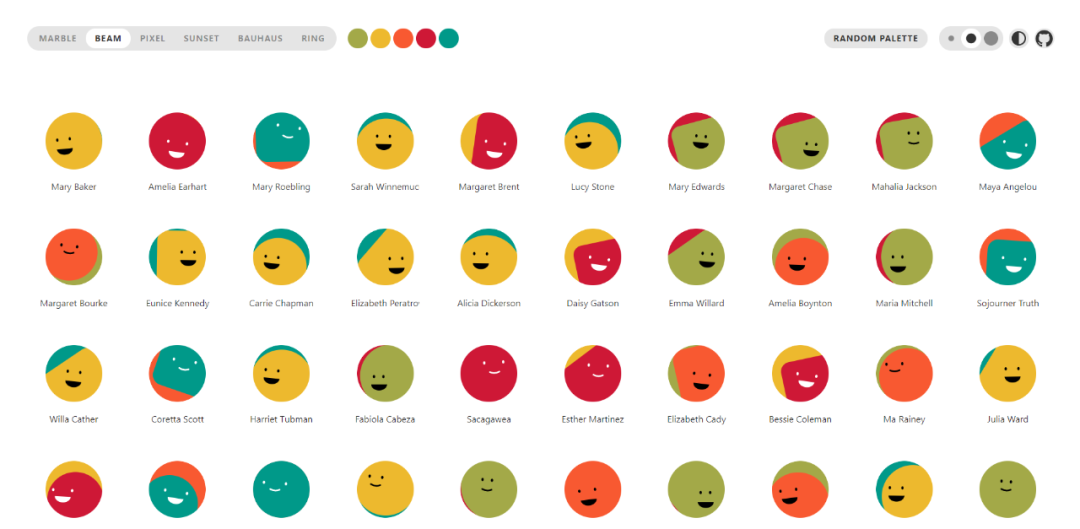 MARBLE BEAM PIXEL SUNSET BAUHAUS RING RANDOM PALETTE
Mary Baker Amelia Earhart Mary Roebling Sarah Winnemuc Margaret Brent Lucy Stone Mary Edwards Margaret Chase Mahalia Jackson Maya Angelou
Margaret Bourke Eunice Kennedy Carrie Chapman Elizabeth Peratro Alicia Dickerson Daisy Gatson Emma Willard Amelia Boynton Maria Mitchell Sojourner Truth
Willa Cather Coretta Scott Harriet Tubman Fabiola Cabeza Sacagawea Esther Martinez Elizabeth Cady Bessie Coleman Ma Rainey Julia Ward